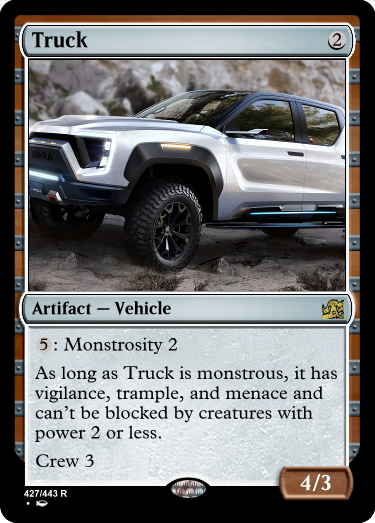 Truck 2
Artifact — Vehicle
5 : Monstrosity 2
As long as Truck is monstrous, it has
vigilance, trample, and menace and
can't be blocked by creatures with
power 2 or less.
Crew 3
4/3
427/443 R